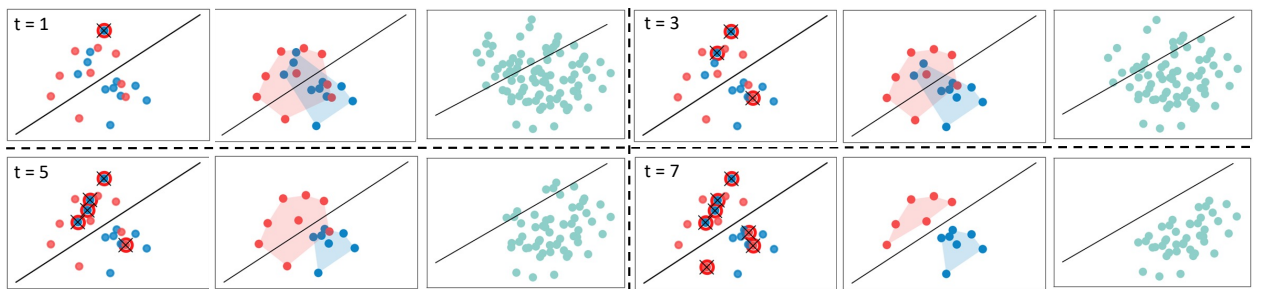 t = 1
t = 3
t = 5
t = 7